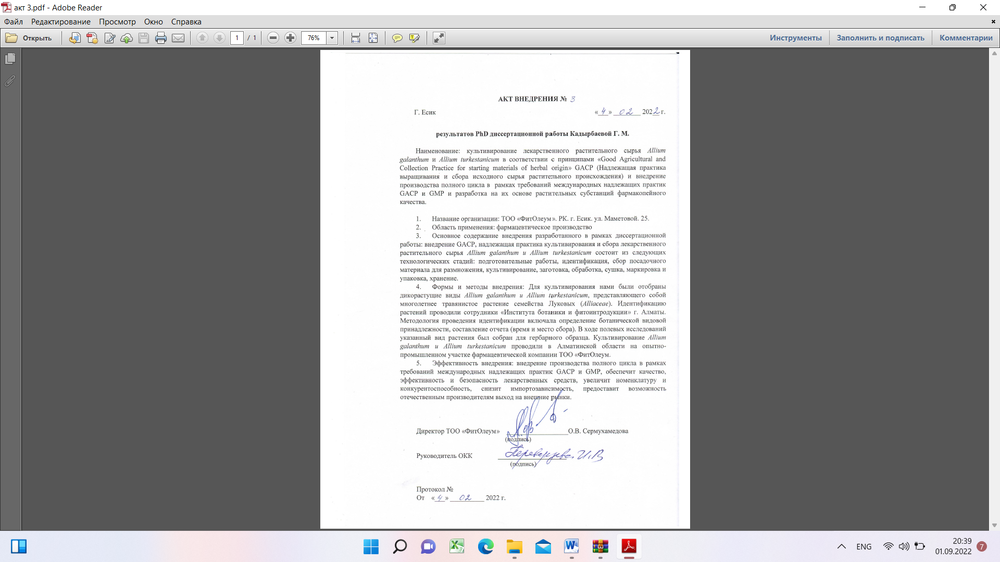 акт 3.pdf - Adobe Reader
Файл Редактирование Просмотр Окно Справка
Открыть 1 / 1 76% Инструменты Заполнить и подписать Комментарии
АКТ ВНЕДРЕНИЯ № 3
Г. Есик «4» 02 2022 г.
результатов PhD диссертационной работы Кадырбаевой Г. М.
Наименование: культивирование лекарственного растительного сырья Allium
galanthum и Allium turkestanicum в соответствии с принципами «Good Agricultural and
Collection Practice for starting materials of herbal origin» GACP (Надлежащая практика
выращивания и сбора исходного сырья растительного происхождения) и внедрение
производства полного цикла в рамках требований международных надлежащих практик
GACP и GMP и разработка на их основе растительных субстанций фармакопейного
качества.
1. Название организации: ТОО «ФитОлеум». РК. г. Есик. ул. Маметовой. 25.
2. Область применения: фармацевтическое производство
3. Основное содержание внедрения разработанного в рамках диссертационной
работы: внедрение GACP, надлежащая практика культивирования и сбора лекарственного
растительного сырья Allium galanthum и Allium turkestanicum состоит из следующих
технологических стадий: подготовительные работы, идентификация, сбор посадочного
материала для размножения, культивирование, заготовка, обработка, сушка, маркировка и
упаковка, хранение.
4. Формы и методы внедрения: Для культивирования нами были отобраны
дикорастущие виды Allium galanthum и Allium turkestanicum, представляющего собой
многолетнее травянистое растение семейства Луковых (Alliaceae). Идентификацию
растений проводили сотрудники «Института ботаники и фитоинтродукции» г. Алматы.
Методология проведения идентификации включала определение ботанической видовой
принадлежности, составление отчета (время и место сбора). В ходе полевых исследований
указанный вид растения был собран для гербарного образца. Культивирование Allium
galanthum и Allium turkestanicum проводили в Алматинской области на опытно-
промышленном участке фармацевтической компании ТОО «ФитОлеум.
5. Эффективность внедрения: внедрение производства полного цикла в рамках
требований международных надлежащих практик GACP и GMP, обеспечит качество,
эффективность и безопасность лекарственных средств, увеличит номенклатуру и
конкурентоспособность, снизит импортозависимость, предоставит возможность
отечественным производителям выход на внешние рынки.
Директор ТОО «ФитОлеум» О.В. Сермухамедова
(подпись)
Руководитель ОКК И.В
(подпись)
Протокол №
От «4» 02 2022 г.
ENG 20:39
01.09.2022 7